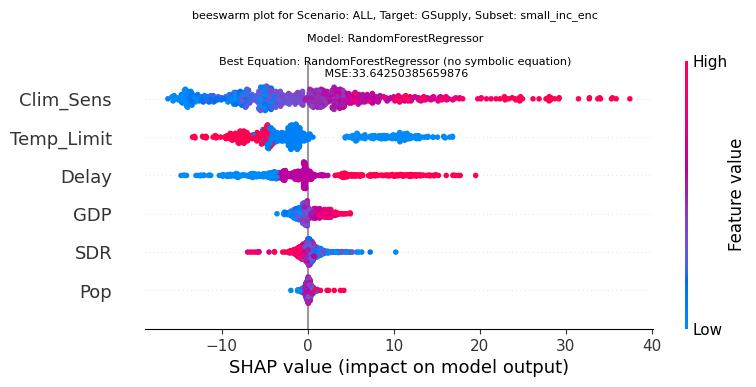 beeswarm plot for Scenario: ALL, Target: GSupply, Subset: small_inc_enc
Model: RandomForestRegressor
Best Equation: RandomForestRegressor (no symbolic equation)
MSE:33.64250385659876
High
Clim_Sens
Temp_Limit
Delay
GDP
SDR
Pop
Feature value
Low
−10 0 10 20 30 40
SHAP value (impact on model output)